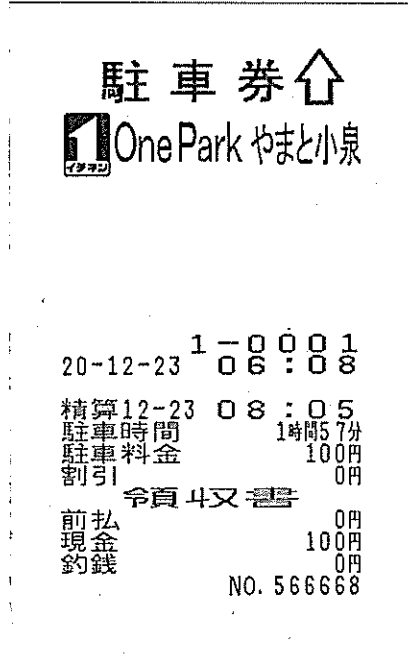 駐車券⇧
1 イチネン One Park やまと小泉
1-0001
20-12-23 06:08
精算12-23 08:05
駐車時間 1時間57分
駐車料金 100円
割引 0円
領収書
前払 0円
現金 100円
釣銭 0円
NO.566668